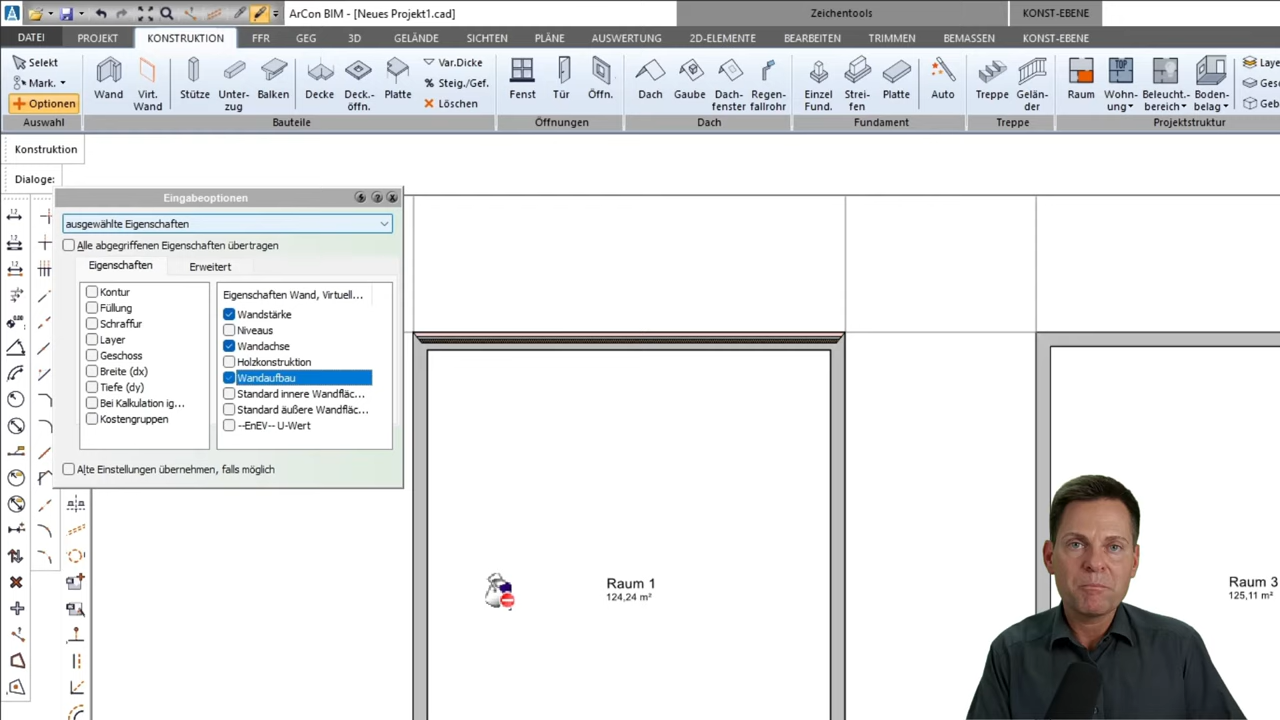 ArCon BIM - [Neues Projekt1.cad]
Zeichentools
KONST-EBENE
DATEI
PROJEKT
KONSTRUKTION
FFR
GEG
3D
GELÄNDE
SICHTEN
PLÄNE
AUSWERTUNG
2D-ELEMENTE
BEARBEITEN
TRIMMEN
BEMASSEN
KONST-EBENE
Selekt
Mark.
Optionen
Auswahl
Wand
Virt.
Wand
Stütze
Unter-
zug
Balken
Decke
Deck.-
öffn.
Platte
Var.Dicke
Steig./Gef.
Löschen
Bauteile
Fenst
Tür
Öffn.
Öffnungen
Dach
Gaube
Dach-
fenster
Regen-
fallrohr
Dach
Einzel
Fund.
Strei-
fen
Platte
Fundament
Auto
Treppe
Gelän-
der
Treppe
Raum
Wohn-
ung
Beleucht.-
bereich
Boden-
belag
Projektstruktur
Konstruktion
Dialoge:
Eingabeoptionen
ausgewählte Eigenschaften
Alle abgegriffenen Eigenschaften übertragen
Eigenschaften
Erweitert
Kontur
Füllung
Schraffur
Layer
Geschoss
Breite (dx)
Tiefe (dy)
Bei Kalkulation ig...
Kostengruppen
Eigenschaften Wand, Virtuell...
Wandstärke
Niveaus
Wandachse
Holzkonstruktion
Wandaufbau
Standard innere Wandfläc...
Standard äußere Wandfläc...
--EnEV-- U-Wert
Alte Einstellungen übernehmen, falls möglich
Raum 1
124,24 m²
Raum 3
125,11 m²